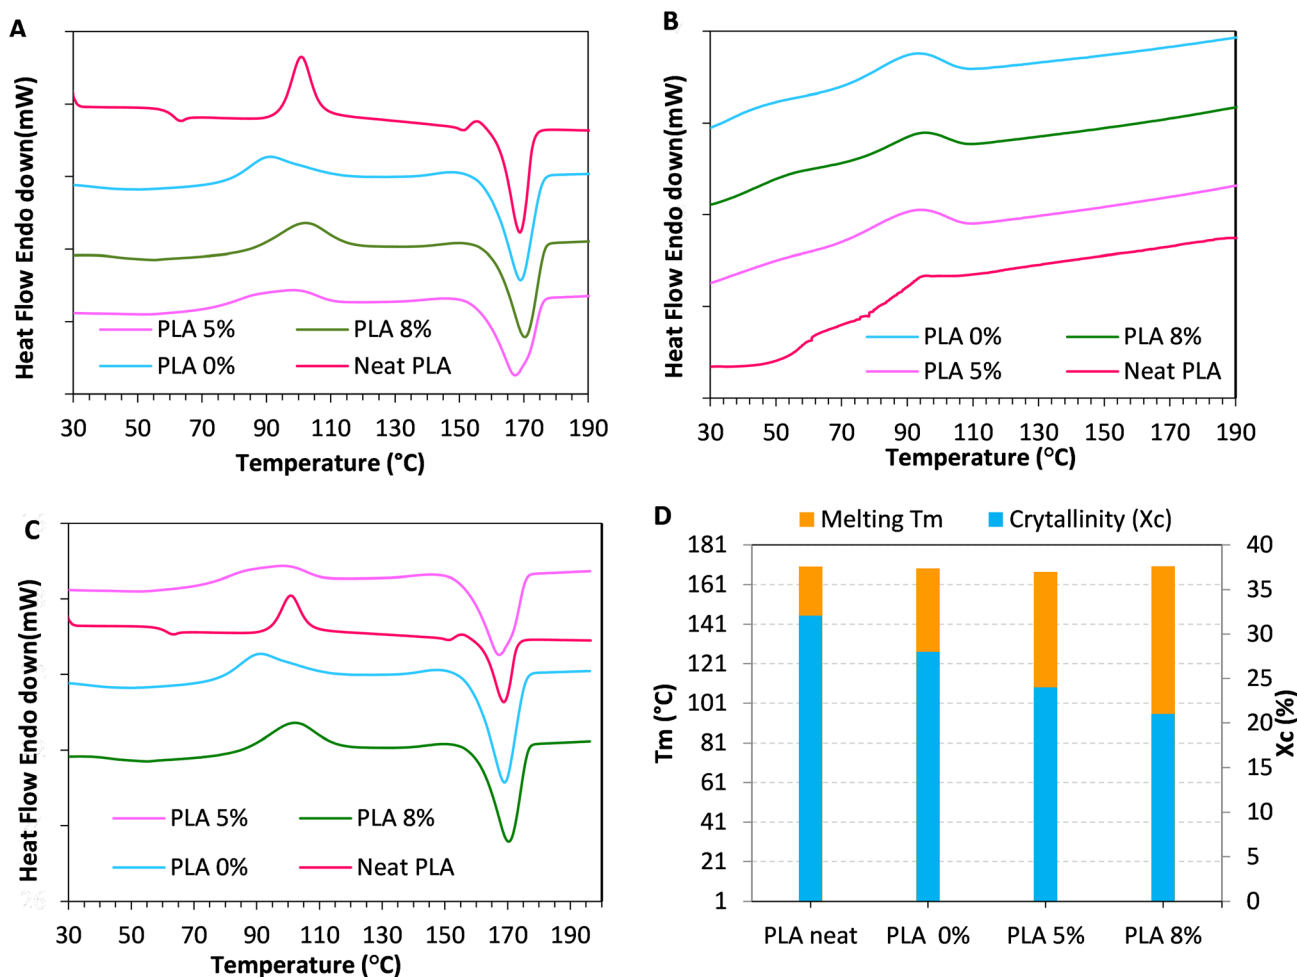 A
Heat Flow Endo down(mW)
PLA 5%
PLA 8%
PLA 0%
Neat PLA
30 50 70 90 110 130 150 170 190
Temperature (°C)
B
Heat Flow Endo down(mW)
PLA 0%
PLA 8%
PLA 5%
Neat PLA
30 50 70 90 110 130 150 170 190
Temperature (°C)
C
Heat Flow Endo down(mW)
PLA 5%
PLA 8%
PLA 0%
Neat PLA
30 50 70 90 110 130 150 170 190
Temperature (°C)
D
Melting Tm
Crytallinity (Xc)
Tm (°C)
181
161
141
121
101
81
61
41
21
1
Xc (%)
40
35
30
25
20
15
10
5
0
PLA neat
PLA 0%
PLA 5%
PLA 8%